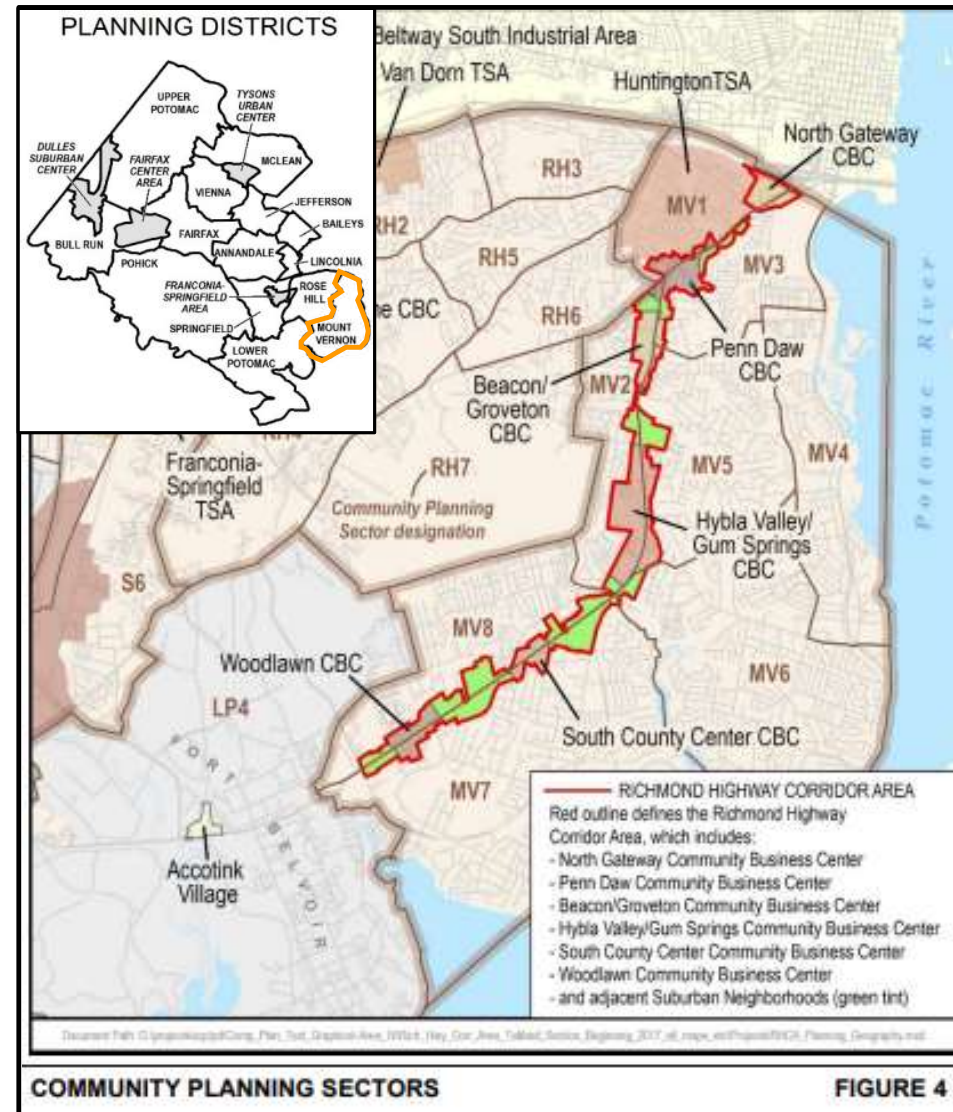 PLANNING DISTRICTS
UPPER
POTOMAC
TYSONS
URBAN
CENTER
DULLES
SUBURBAN
CENTER
FAIRFAX
CENTER
AREA
MCLEAN
VIENNA
JEFFERSON
BAILEYS
BULL RUN
FAIRFAX
ANNANDALE
LINCOLNIA
POHICK
FRANCONIA-
SPRINGFIELD
AREA
ROSE
HILL
SPRINGFIELD
MOUNT
VERNON
LOWER
POTOMAC
Beltway South Industrial Area
Van Dorn TSA
HuntingtonTSA
North Gateway
CBC
RH3
MV1
RH2
RH5
MV3
RH6
ne CBC
Penn Daw
CBC
MV2
Beacon/
Groveton
CBC
Potomac River
Franconia-
Springfield
TSA
RH7
Community Planning
Sector designation
MV5
MV4
Hybla Valley/
Gum Springs
CBC
S6
MV8
Woodlawn CBC
LP4
MV6
South County Center CBC
FORT BELVOIR
MV7
Accotink
Village
RICHMOND HIGHWAY CORRIDOR AREA
Red outline defines the Richmond Highway
Corridor Area, which includes:
- North Gateway Community Business Center
- Penn Daw Community Business Center
- Beacon/Groveton Community Business Center
- Hybla Valley/Gum Springs Community Business Center
- South County Center Community Business Center
- Woodlawn Community Business Center
- and adjacent Suburban Neighborhoods (green tint)
COMMUNITY PLANNING SECTORS
FIGURE 4